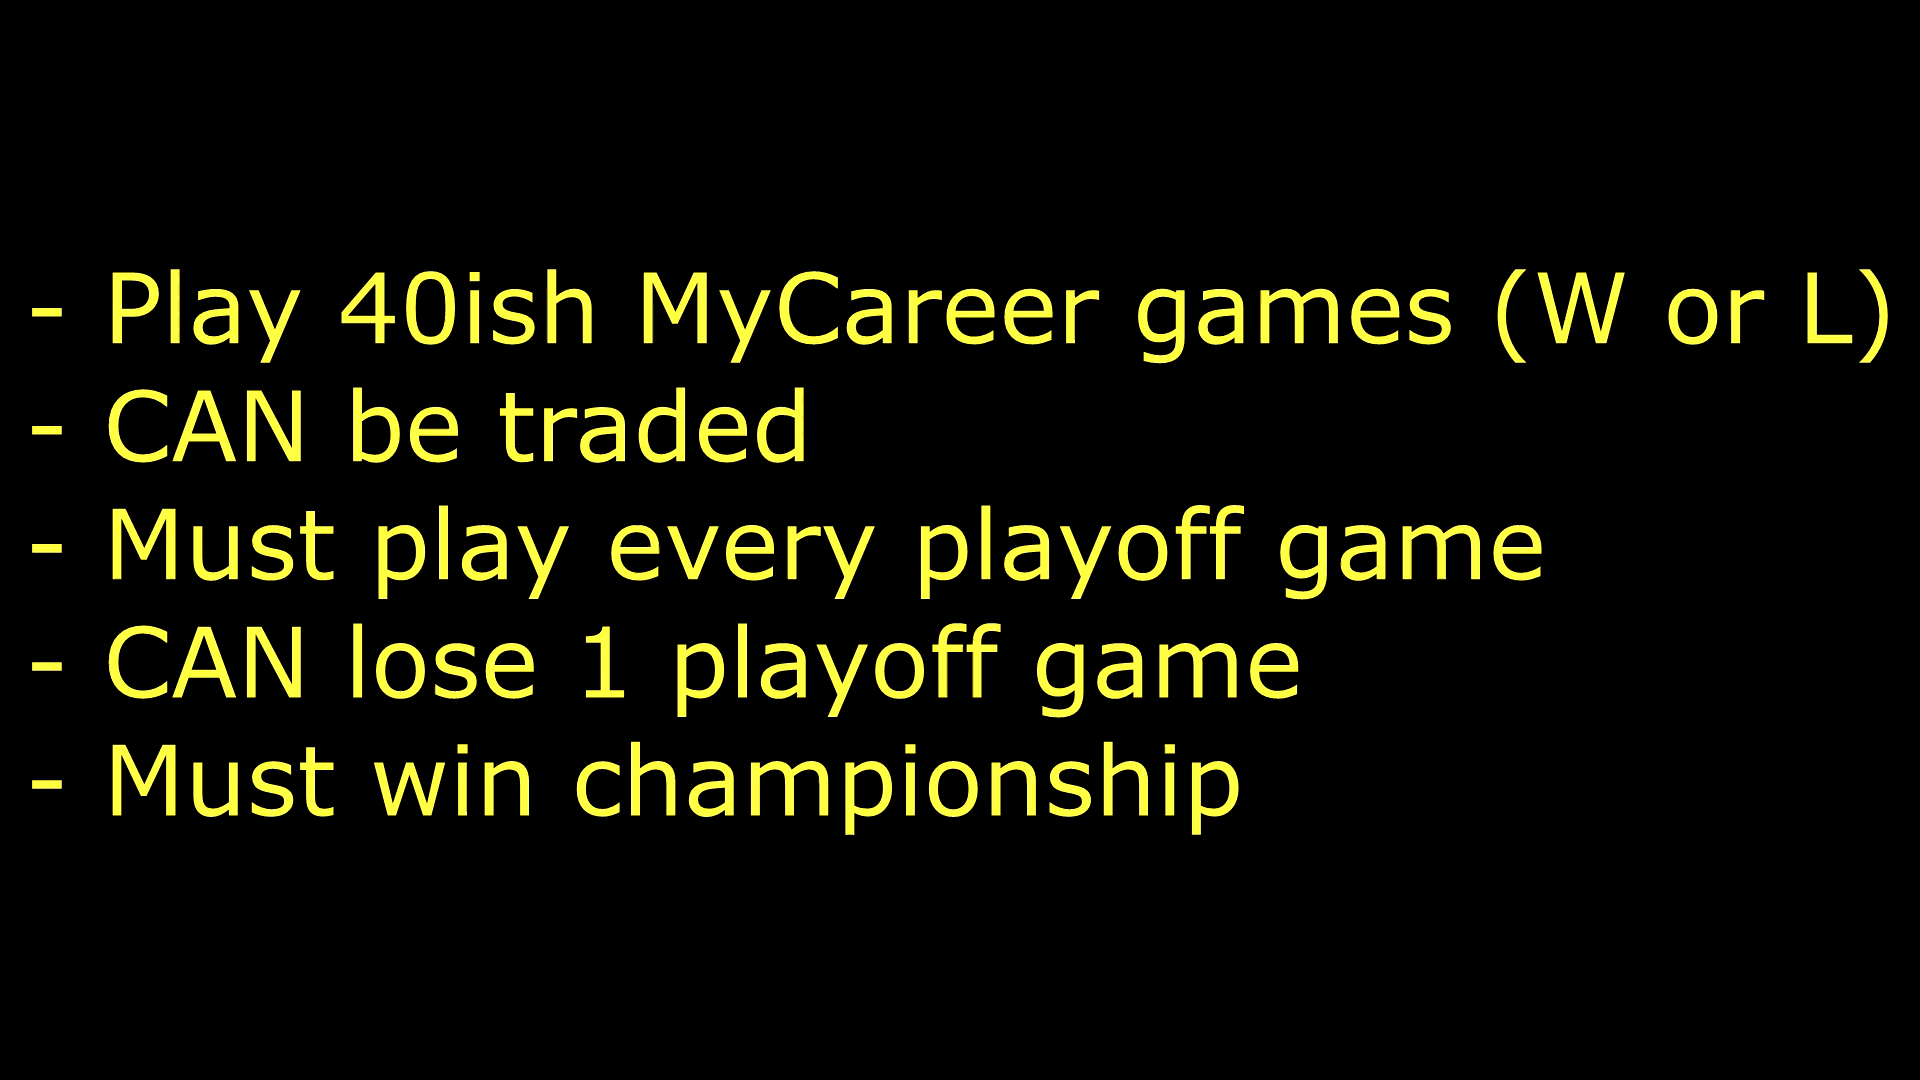 - Play 40ish MyCareer games (W or L)
- CAN be traded
- Must play every playoff game
- CAN lose 1 playoff game
- Must win championship